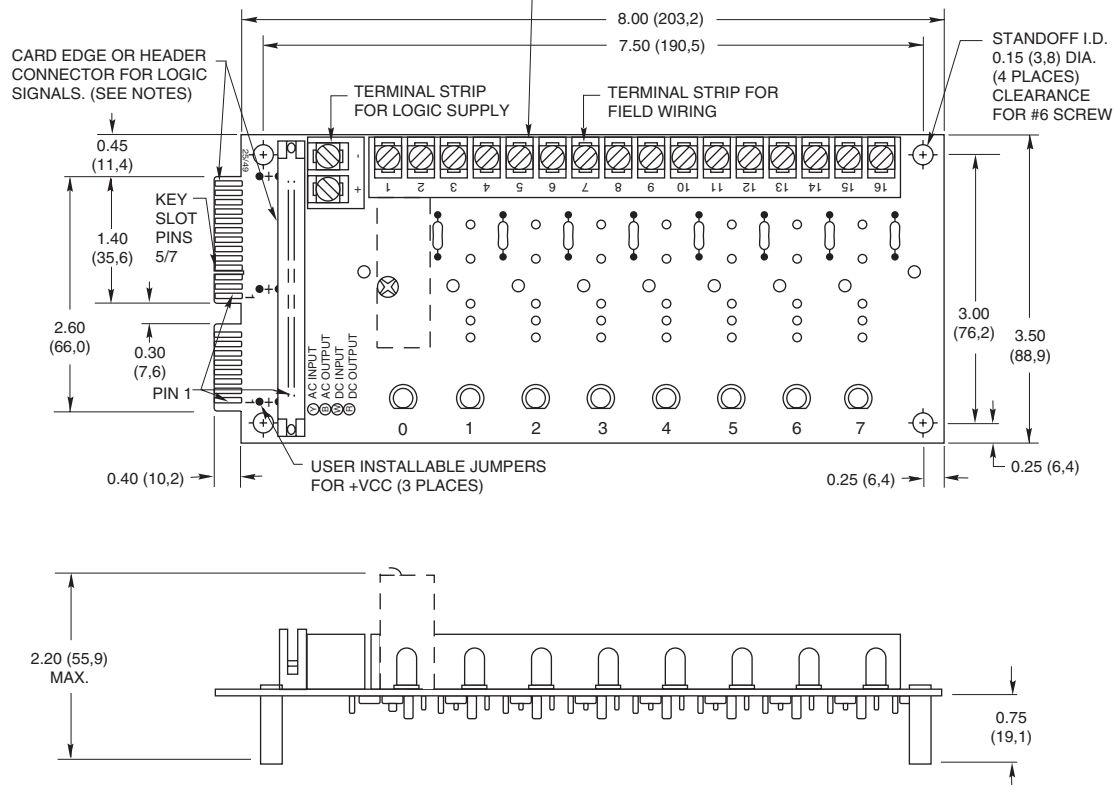 8.00 (203,2)
7.50 (190,5)
CARD EDGE OR HEADER
CONNECTOR FOR LOGIC
SIGNALS. (SEE NOTES)
TERMINAL STRIP
FOR LOGIC SUPPLY
TERMINAL STRIP FOR
FIELD WIRING
STANDOFF I.D.
0.15 (3,8) DIA.
(4 PLACES)
CLEARANCE
FOR #6 SCREW
0.45
(11,4)
25/49
-
+
1 2 3 4 5 6 7 8 9 10 11 12 13 14 15 16
KEY
SLOT
PINS
5/7
1.40
(35,6)
2.60
(66,0)
0.30
(7,6)
1
1
PIN 1
Y AC INPUT
B AC OUTPUT
W DC INPUT
R DC OUTPUT
0 1 2 3 4 5 6 7
3.00
(76,2)
3.50
(88,9)
0.40 (10,2)
USER INSTALLABLE JUMPERS
FOR +VCC (3 PLACES)
0.25 (6,4)
0.25 (6,4)
2.20 (55,9)
MAX.
0.75
(19,1)